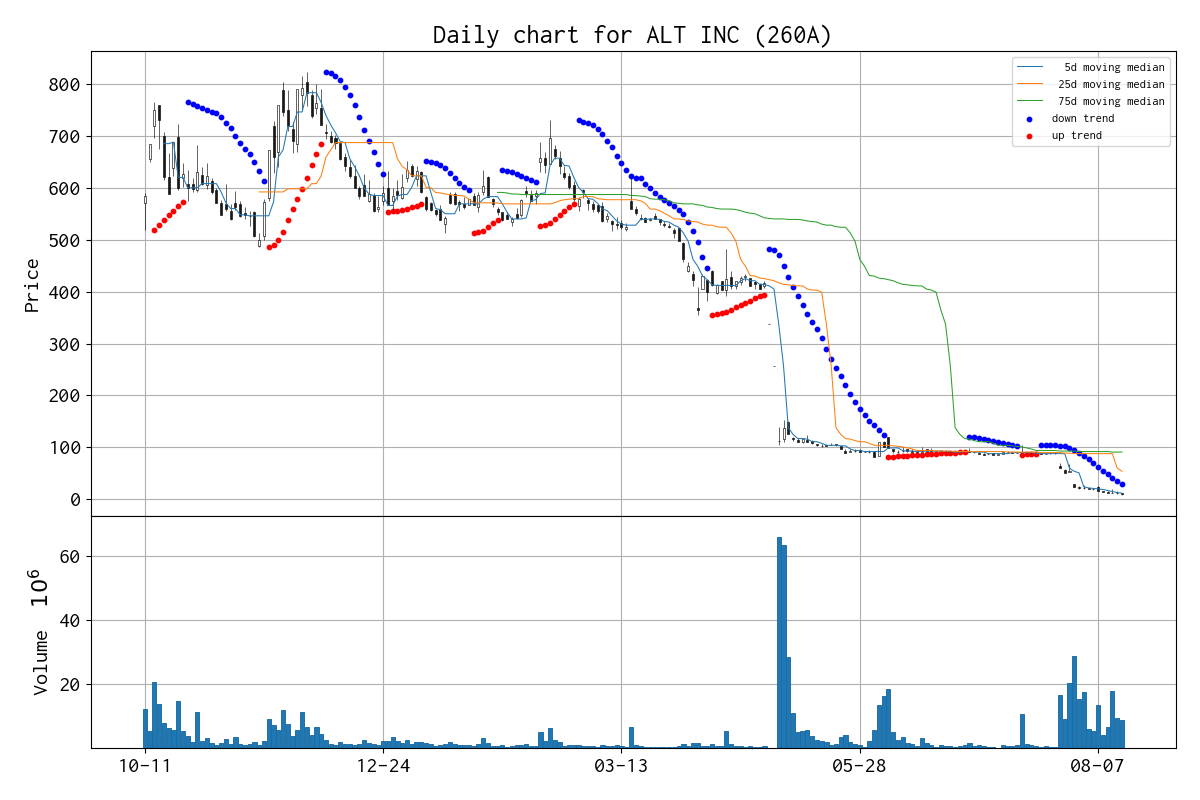 Daily chart for ALT INC (260A)
5d moving median
25d moving median
75d moving median
down trend
up trend
Price
800
700
600
500
400
300
200
100
0
Volume 10^6
60
40
20
10-11
12-24
03-13
05-28
08-07